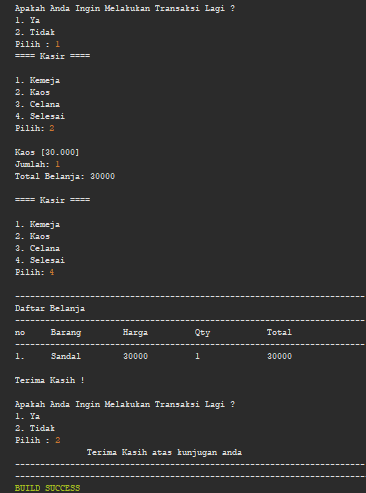 Apakah Anda Ingin Melakukan Transaksi Lagi ?
1. Ya
2. Tidak
Pilih : 1
==== Kasir ====
1. Kemeja
2. Kaos
3. Celana
4. Selesai
Pilih: 2
Kaos [30.000]
Jumlah: 1
Total Belanja: 30000
==== Kasir ====
1. Kemeja
2. Kaos
3. Celana
4. Selesai
Pilih: 4
Daftar Belanja
no Barang Harga Qty Total
1. Sandal 30000 1 30000
Terima Kasih !
Apakah Anda Ingin Melakukan Transaksi Lagi ?
1. Ya
2. Tidak
Pilih : 2
Terima Kasih atas kunjugan anda
BUILD SUCCESS